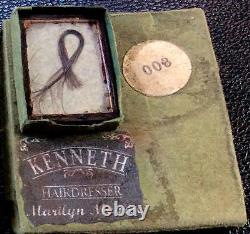 008
KENNETH
HAIRDRESSER
Marilyn